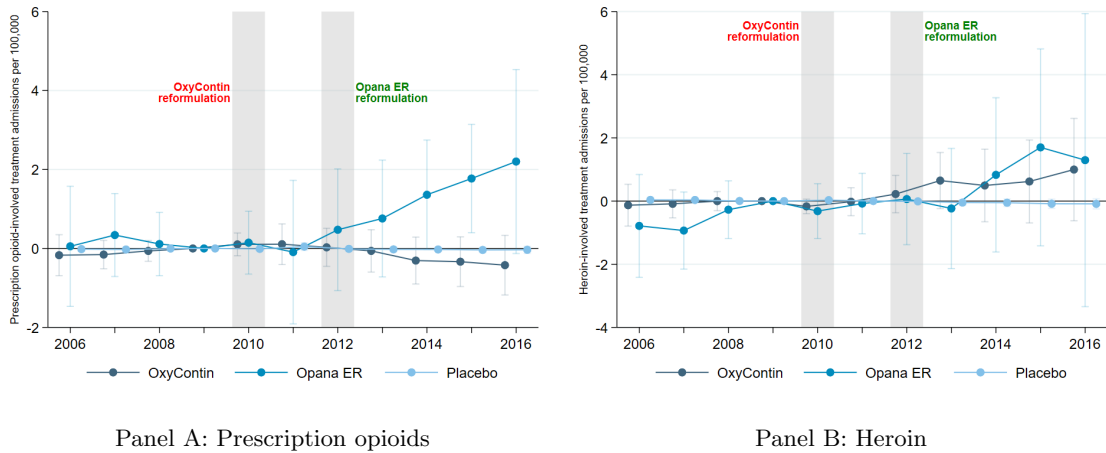 Prescription opioid-involved treatment admissions per 100,000
6
4
2
0
-2
OxyContin
reformulation
Opana ER
reformulation
2006
2008
2010
2012
2014
2016
OxyContin
Opana ER
Placebo
Panel A: Prescription opioids
Heroin-involved treatment admissions per 100,000
6
4
2
0
-2
-4
OxyContin
reformulation
Opana ER
reformulation
2006
2008
2010
2012
2014
2016
OxyContin
Opana ER
Placebo
Panel B: Heroin